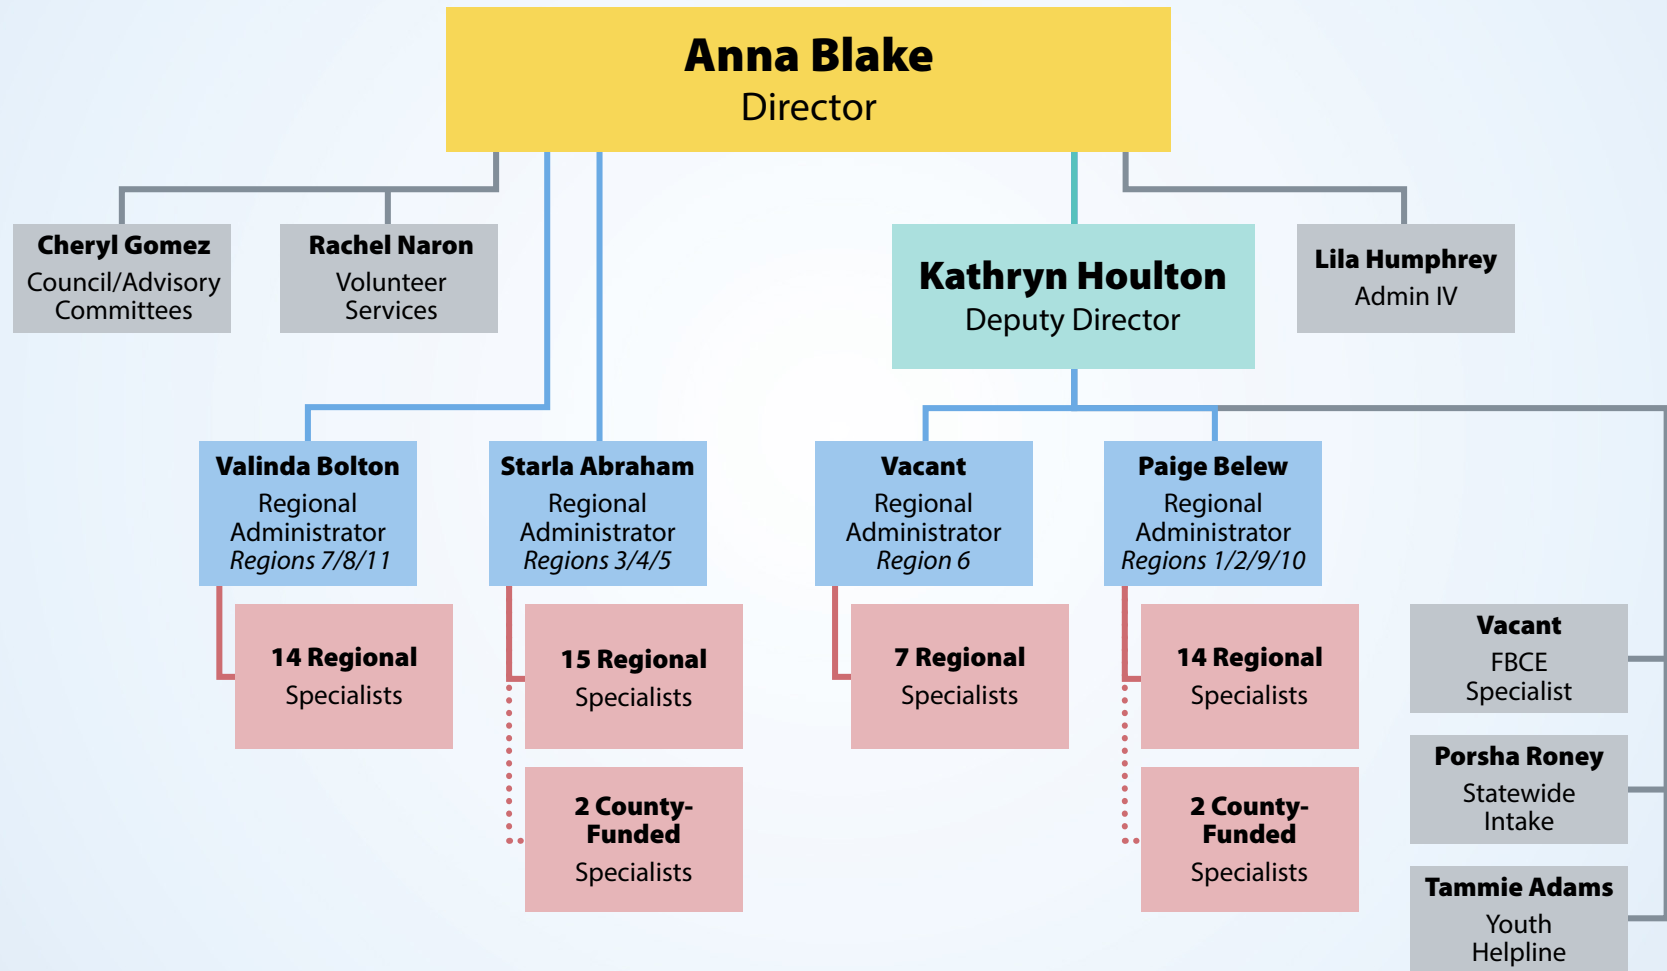 Anna Blake
Director
Cheryl Gomez
Council/Advisory
Committees
Rachel Naron
Volunteer
Services
Kathryn Houlton
Deputy Director
Lila Humphrey
Admin IV
Valinda Bolton
Regional
Administrator
Regions 7/8/11
Starla Abraham
Regional
Administrator
Regions 3/4/5
Vacant
Regional
Administrator
Region 6
Paige Belew
Regional
Administrator
Regions 1/2/9/10
14 Regional
Specialists
15 Regional
Specialists
7 Regional
Specialists
14 Regional
Specialists
Vacant
FBCE
Specialist
2 County-
Funded
Specialists
2 County-
Funded
Specialists
Porsha Roney
Statewide
Intake
Tammie Adams
Youth
Helpline